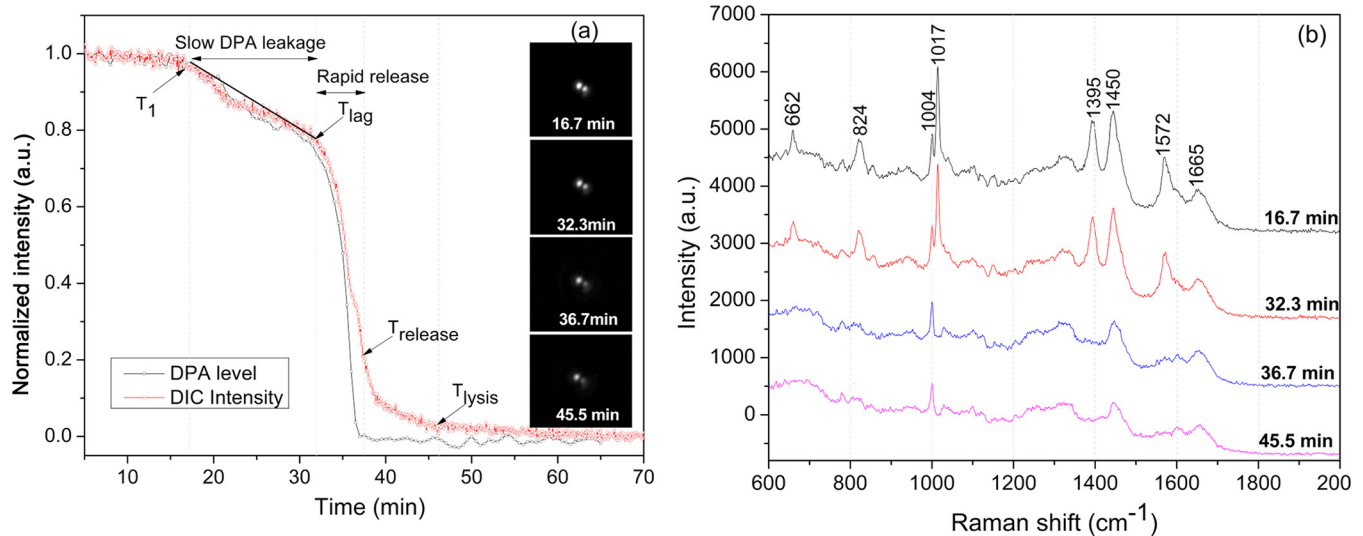 (a)
Slow DPA leakage
Rapid release
T1
Tlag
Trelease
Tlysis
16.7 min
32.3min
36.7min
45.5 min
DPA level
DIC Intensity
Normalized intensity (a.u.)
1.0
0.8
0.6
0.4
0.2
0.0
10 20 30 40 50 60 70
Time (min)
(b)
7000
6000
5000
4000
3000
2000
1000
0
Intensity (a.u.)
662
824
1004
1017
1395
1450
1572
1665
16.7 min
32.3 min
36.7 min
45.5 min
600 800 1000 1200 1400 1600 1800 200
Raman shift (cm-1)